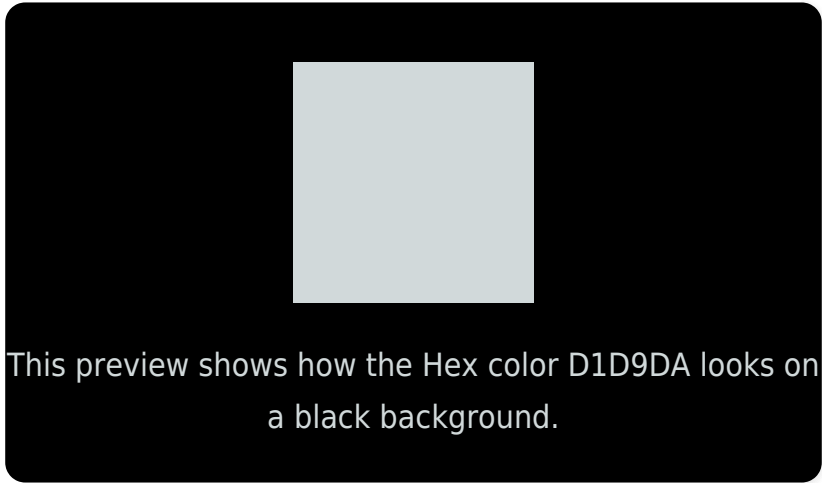 This preview shows how the Hex color D1D9DA looks on
a black background.